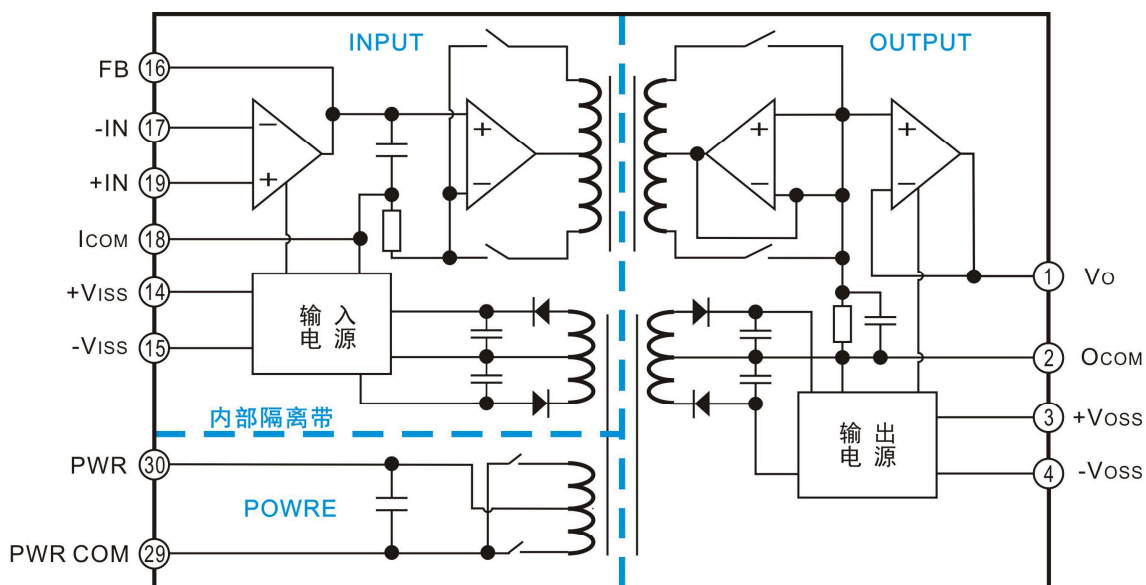 INPUT
OUTPUT
FB 16
-IN 17
+IN 19
ICOM 18
+VISS 14
-VISS 15
输入
电源
内部隔离带
PWR 30
POWRE
PWR COM 29
1 VO
2 OCOM
3 +VOSS
4 -VOSS
输出
电源
− +
+ −
+ −
+ −